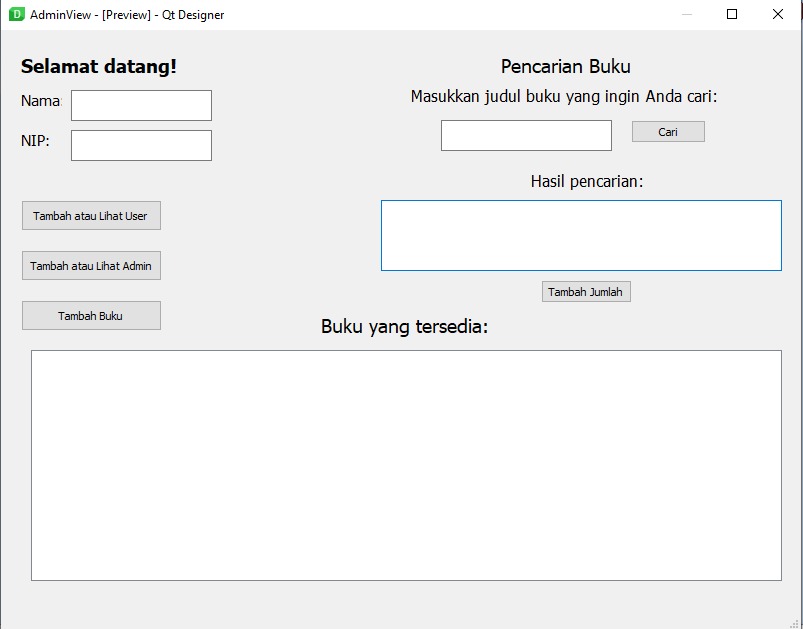 AdminView - [Preview] - Qt Designer
Selamat datang!
Nama:
NIP:
Tambah atau Lihat User
Tambah atau Lihat Admin
Tambah Buku
Pencarian Buku
Masukkan judul buku yang ingin Anda cari:
Cari
Hasil pencarian:
Tambah Jumlah
Buku yang tersedia: